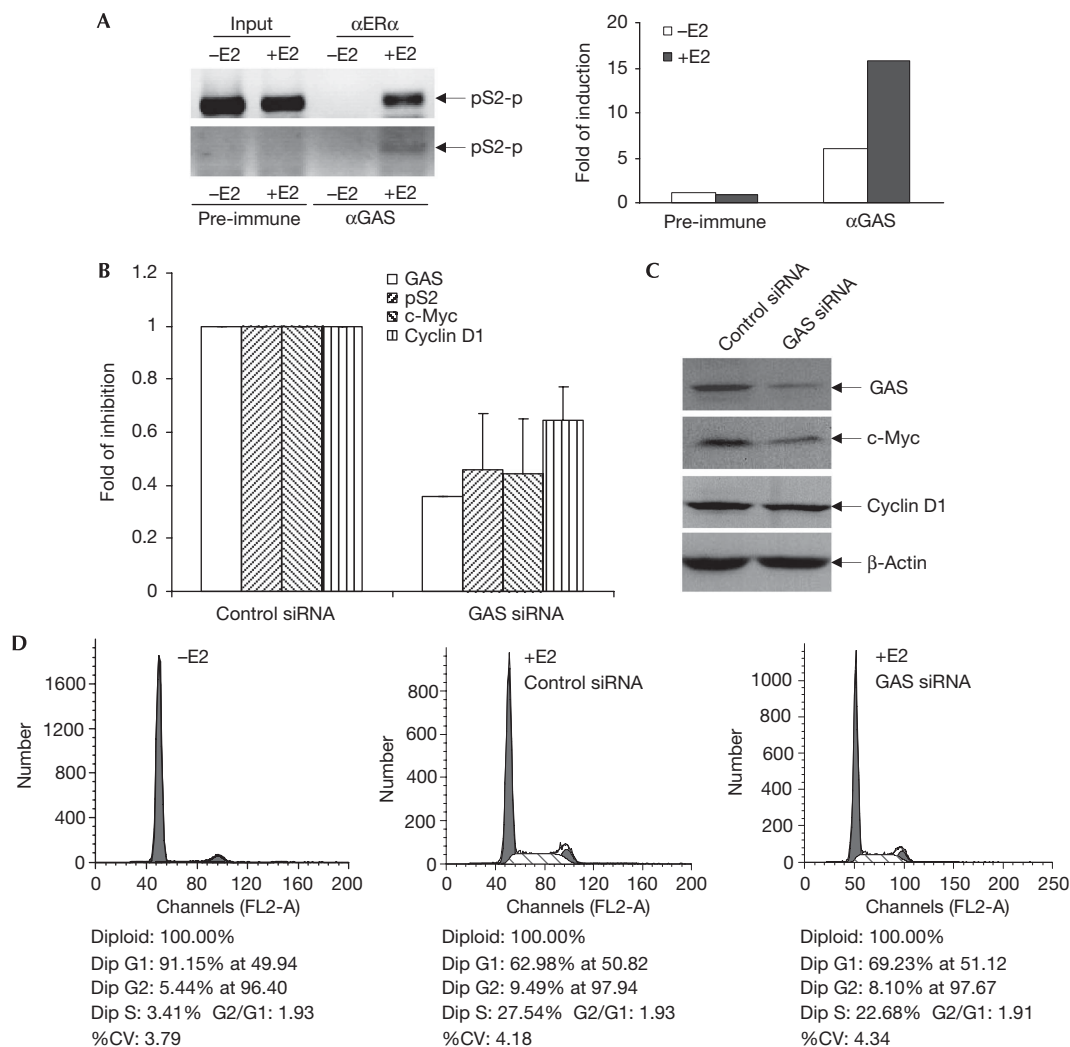 A
Input αERα
–E2 +E2 –E2 +E2
pS2-p
pS2-p
–E2 +E2 –E2 +E2
Pre-immune αGAS
–E2
+E2
Fold of induction
20
15
10
5
0
Pre-immune αGAS
B
Fold of inhibition
1.2
1
0.8
0.6
0.4
0.2
0
GAS
pS2
c-Myc
Cyclin D1
Control siRNA GAS siRNA
C
Control siRNA
GAS siRNA
GAS
c-Myc
Cyclin D1
β-Actin
D
–E2
Number
1600
1200
800
400
0
0 40 80 120 160 200
Channels (FL2-A)
Diploid: 100.00%
Dip G1: 91.15% at 49.94
Dip G2: 5.44% at 96.40
Dip S: 3.41% G2/G1: 1.93
%CV: 3.79
+E2
Control siRNA
Number
800
600
400
200
0
0 40 80 120 160 200
Channels (FL2-A)
Diploid: 100.00%
Dip G1: 62.98% at 50.82
Dip G2: 9.49% at 97.94
Dip S: 27.54% G2/G1: 1.93
%CV: 4.18
+E2
GAS siRNA
Number
1000
800
600
400
200
0
0 50 100 150 200 250
Channels (FL2-A)
Diploid: 100.00%
Dip G1: 69.23% at 51.12
Dip G2: 8.10% at 97.67
Dip S: 22.68% G2/G1: 1.91
%CV: 4.34